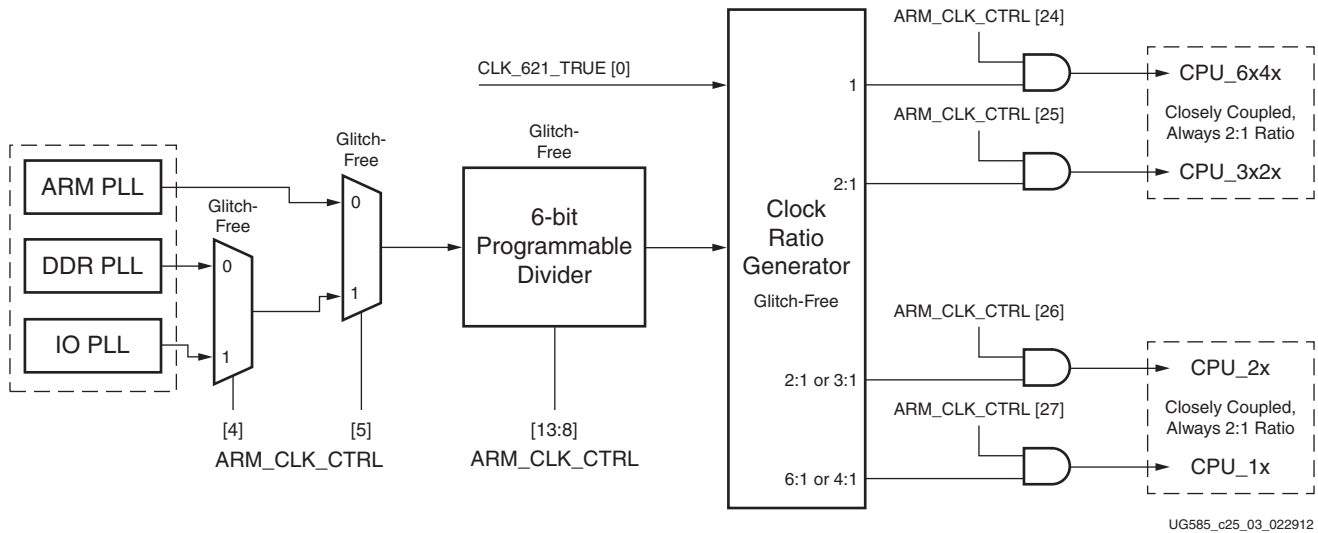 ARM_CLK_CTRL [24]
CLK_621_TRUE [0]
1
CPU_6x4x
ARM_CLK_CTRL [25]
Closely Coupled,
Always 2:1 Ratio
2:1
CPU_3x2x
Glitch-
Free
Glitch-
Free
ARM PLL
0
Glitch-
Free
6-bit
Programmable
Divider
Clock
Ratio
Generator
Glitch-Free
DDR PLL
0
1
IO PLL
1
ARM_CLK_CTRL [26]
2:1 or 3:1
CPU_2x
ARM_CLK_CTRL [27]
Closely Coupled,
Always 2:1 Ratio
[4]
[5]
[13:8]
ARM_CLK_CTRL
ARM_CLK_CTRL
6:1 or 4:1
CPU_1x
UG585_c25_03_022912